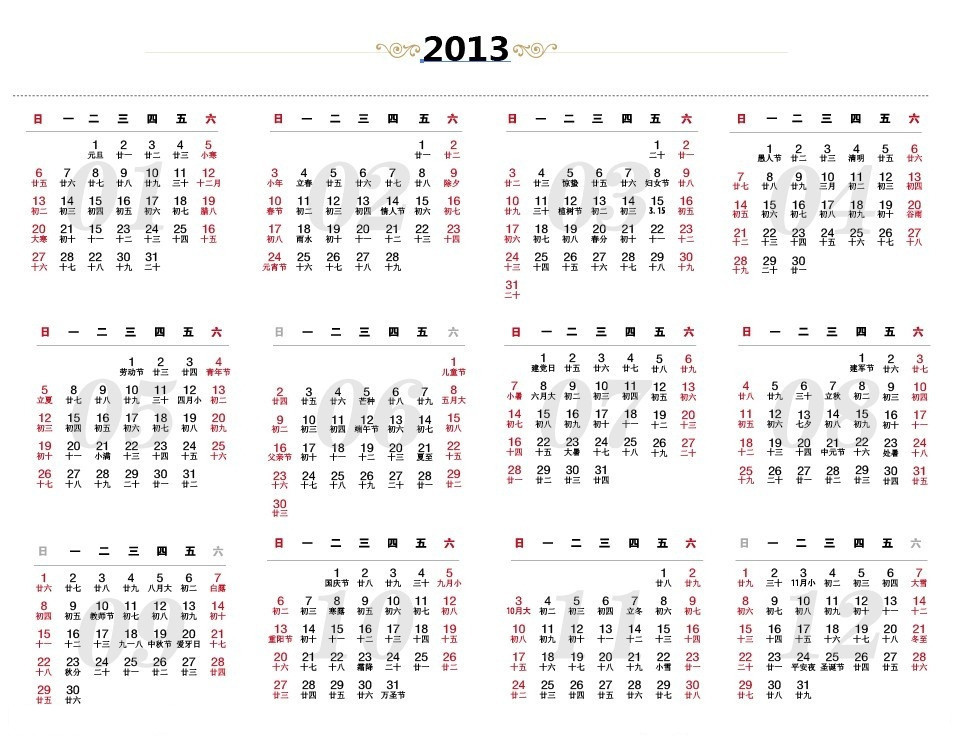 2013
01
日 一 二 三 四 五 六
1 2 3 4 5
元旦 廿一 廿二 廿三 小寒
6 7 8 9 10 11 12
廿五 廿六 廿七 廿八 廿九 三十 十二月
13 14 15 16 17 18 19
初二 初三 初四 初五 初六 初七 腊八
20 21 22 23 24 25 26
大寒 初十 十一 十二 十三 十四 十五
27 28 29 30 31
十六 十七 十八 十九 二十
02
日 一 二 三 四 五 六
1 2
廿一 廿二
3 4 5 6 7 8 9
小年 立春 廿五 廿六 廿七 廿八 除夕
10 11 12 13 14 15 16
春节 初二 初三 初四 情人节 初六 初七
17 18 19 20 21 22 23
初八 雨水 初十 十一 十二 十三 十四
24 25 26 27 28
元宵节 十六 十七 十八 十九
03
日 一 二 三 四 五 六
1 2
二十 廿一
3 4 5 6 7 8 9
廿二 廿三 惊蛰 廿五 廿六 妇女节 廿八
10 11 12 13 14 15 16
廿九 三十 植树节 初二 初三 3.15 初五
17 18 19 20 21 22 23
初六 初七 初八 春分 初十 十一 十二
24 25 26 27 28 29 30
十三 十四 十五 十六 十七 十八 十九
31
二十
04
日 一 二 三 四 五 六
1 2 3 4 5 6
愚人节 廿二 廿三 清明 廿五 廿六
7 8 9 10 11 12 13
廿七 廿八 廿九 三月 初二 初三 初四
14 15 16 17 18 19 20
初五 初六 初七 初八 初九 初十 谷雨
21 22 23 24 25 26 27
十二 十三 十四 十五 十六 十七 十八
28 29 30
十九 二十 廿一
05
日 一 二 三 四 五 六
1 2 3 4
劳动节 廿三 廿四 青年节
5 8 9 10 11 12 13
立夏 廿七 廿八 廿九 三十 四月小 初二
12 13 14 15 16 17 18
初三 初四 初五 初六 初七 初八 初九
19 20 21 22 23 24 25
初十 十一 小满 十三 十四 十五 十六
26 27 28 29 30 31
十七 十八 十九 二十 廿一 廿二
06
日 一 二 三 四 五 六
1
儿童节
2 3 4 5 6 7 8
廿四 廿五 廿六 芒种 廿八 廿九 五月大
9 10 11 12 13 14 15
初二 初三 初四 端午节 初六 初七 初八
16 17 18 19 20 21 22
父亲节 初十 十一 十二 十三 夏至 十五
23 24 25 26 27 28 29
十六 十七 十八 十九 二十 廿一 廿二
30
廿三
07
日 一 二 三 四 五 六
1 2 3 4 5 6
建党日 廿五 廿六 廿七 廿八 廿九
7 8 9 10 11 12 13
小暑 六月大 初二 初三 初四 初五 初六
14 15 16 17 18 19 20
初七 初八 初九 初十 十一 十二 十三
16 22 23 24 25 26 27
十四 十五 大暑 十七 十八 十九 二十
28 29 30 31
廿一 廿二 廿三 廿四
08
日 一 二 三 四 五 六
1 2 3
建军节 廿六 廿七
4 5 6 7 8 9 10
廿八 廿九 三十 立秋 初二 初三 初四
11 12 13 14 15 16 17
初五 初六 七夕 初八 初九 初十 十一
18 19 20 21 22 23 24
十二 十三 十四 中元节 十六 处暑 十八
25 26 27 28 29 30 31
十九 二十 廿一 廿二 廿三 廿四 廿五
09
日 一 二 三 四 五 六
1 2 3 4 5 6 7
廿六 廿七 廿八 廿九 八月大 初二 白露
8 9 10 11 12 13 14
初四 初五 教师节 初七 初八 初九 初十
15 16 17 18 19 20 21
十一 十二 十三 九一八 中秋节 爱牙日 十七
22 23 24 25 26 27 28
十八 秋分 二十 廿一 廿二 廿三 廿四
29 30
廿五 廿六
10
日 一 二 三 四 五 六
1 2 3 4 5
国庆节 廿八 廿九 三十 九月小
6 7 8 9 10 11 12
初二 初三 寒露 初五 初六 初七 初八
13 14 15 16 17 18 19
重阳节 初十 十一 十二 十三 十四 十五
20 21 22 23 24 25 26
十六 十七 十八 霜降 二十 廿一 廿二
27 28 29 30 31
廿三 廿四 廿五 廿六 万圣节
11
日 一 二 三 四 五 六
1 2
廿八 廿九
3 4 5 6 7 8 9
10月大 初二 初三 初四 立冬 初六 初七
10 11 12 13 14 15 16
初八 初九 初十 十一 十二 十三 十四
17 18 19 20 21 22 23
十五 十六 十七 十八 十九 小雪 廿一
24 25 26 27 28 29 30
廿二 廿三 廿四 廿五 廿六 廿七 廿八
12
日 一 二 三 四 五 六
1 2 3 4 5 6 7
廿九 三十 11月小 初二 初三 初四 大雪
8 9 10 11 12 13 14
初六 初七 初八 初九 初十 十一 十二
15 16 17 18 19 20 21
十三 十四 十五 十六 十七 十八 冬至
22 23 24 25 26 27 28
二十 廿一 平安夜 圣诞节 廿四 廿五 廿六
29 30 31
廿七 廿八 廿九